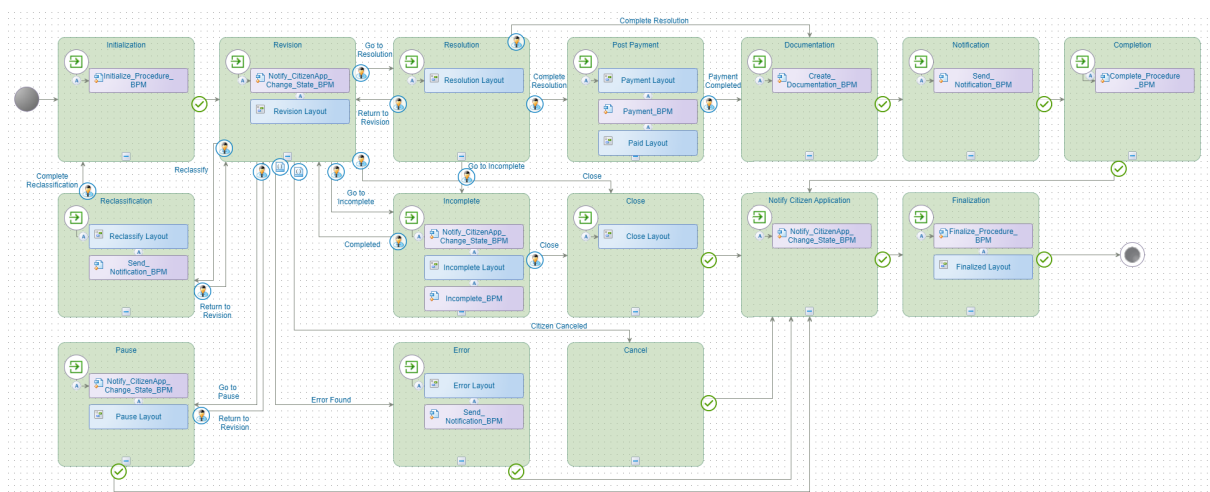 Complete Resolution
Initialization
Initialize_Procedure_
BPM
Revision
Notify_CitizenApp_
Change_State_BPM
Revision Layout
Go to
Resolution
Return to
Revision
Resolution
Resolution Layout
Complete
Resolution
Post Payment
Payment Layout
Payment_BPM
Paid Layout
Payment
Completed
Documentation
Create_
Documentation_BPM
Notification
Send_
Notification_BPM
Completion
Complete_Procedure
_BPM
Complete
Reclassification
Reclassify
Go to
Incomplete
Go to Incomplete
Close
Reclassification
Reclassify Layout
Send_
Notification_BPM
Return to
Revision
Completed
Incomplete
Notify_CitizenApp_
Change_State_BPM
Incomplete Layout
Incomplete_BPM
Close
Close
Close Layout
Notify Citizen Application
Notify_CitizenApp_
Change_State_BPM
Finalization
Finalize_Procedure_
BPM
Finalized Layout
Citizen Canceled
Pause
Notify_CitizenApp_
Change_State_BPM
Pause Layout
Go to
Pause
Return to
Revision
Error Found
Error
Error Layout
Send_
Notification_BPM
Cancel